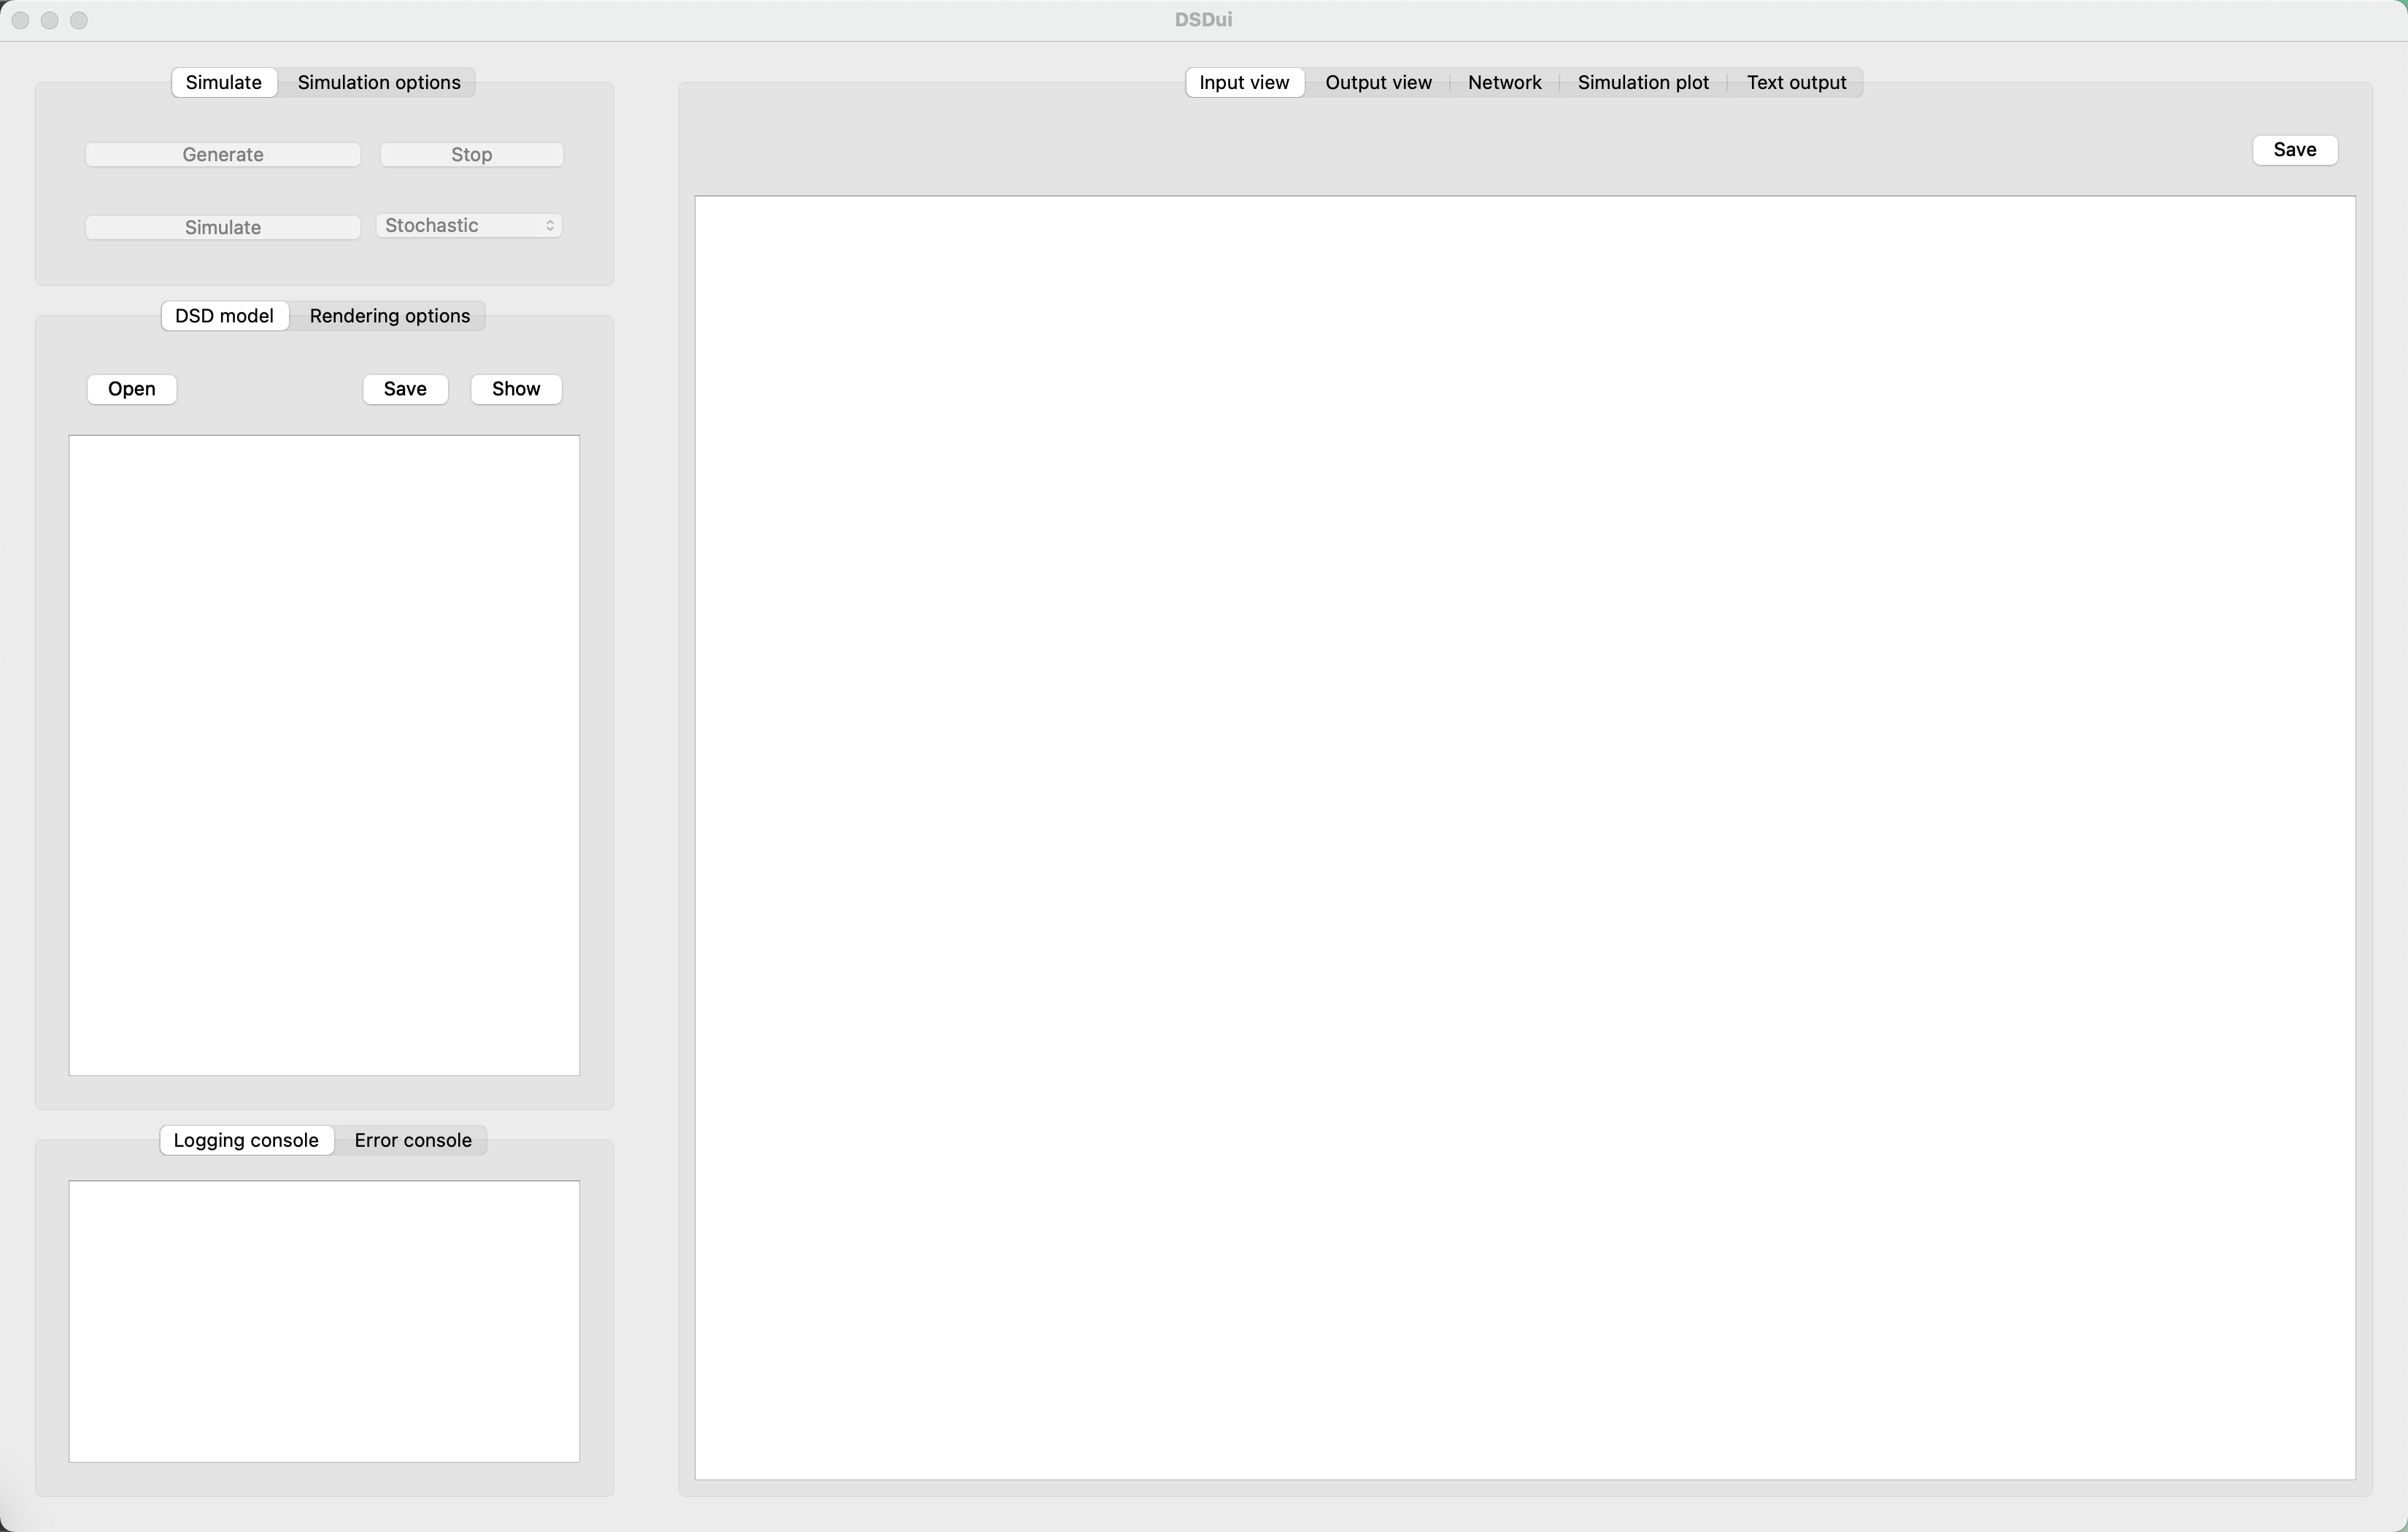 DSDui
Simulate Simulation options
Generate Stop
Simulate Stochastic
DSD model Rendering options
Open Save Show
Logging console Error console
Input view Output view Network Simulation plot Text output
Save